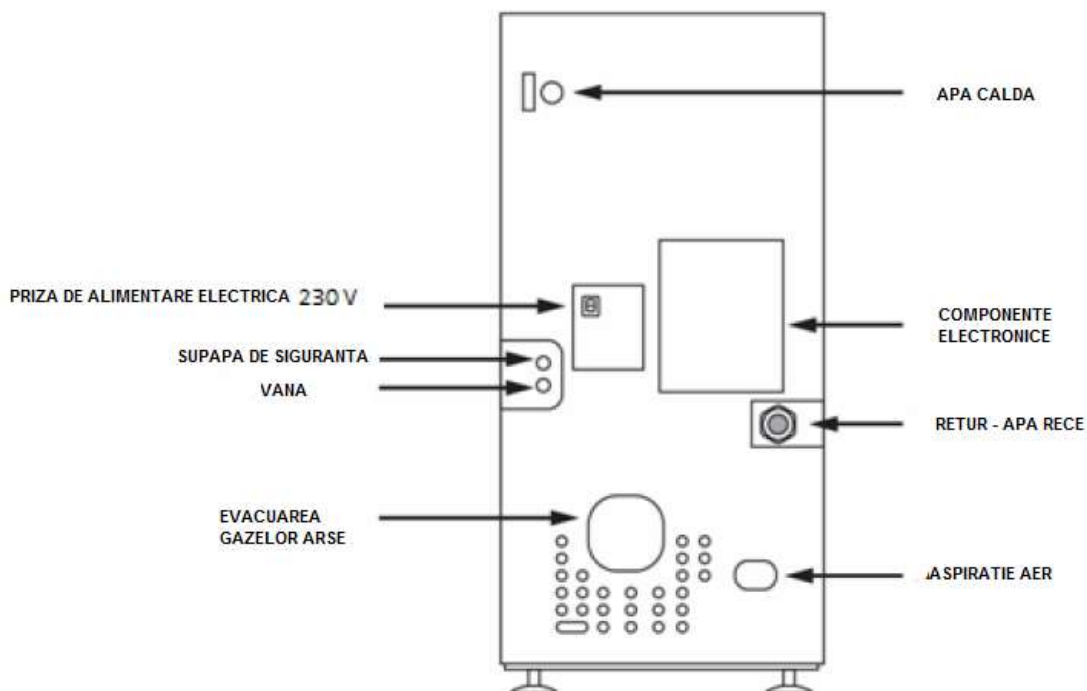 APA CALDA
PRIZA DE ALIMENTARE ELECTRICA 230 V
COMPONENTE
ELECTRONICE
SUPAPA DE SIGURANTA
VANA
RETUR - APA RECE
EVACUAREA
GAZELOR ARSE
ASPIRATIE AER